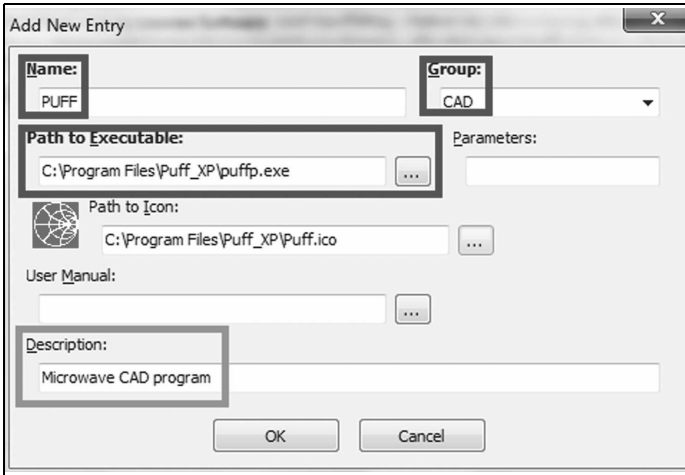 Add New Entry
x
Name:
Group:
PUFF
CAD
Path to Executable:
Parameters:
C:\Program Files\Puff_XP\puffp.exe
...
Path to Icon:
C:\Program Files\Puff_XP\Puff.ico
...
User Manual:
...
Description:
Microwave CAD program
OK
Cancel